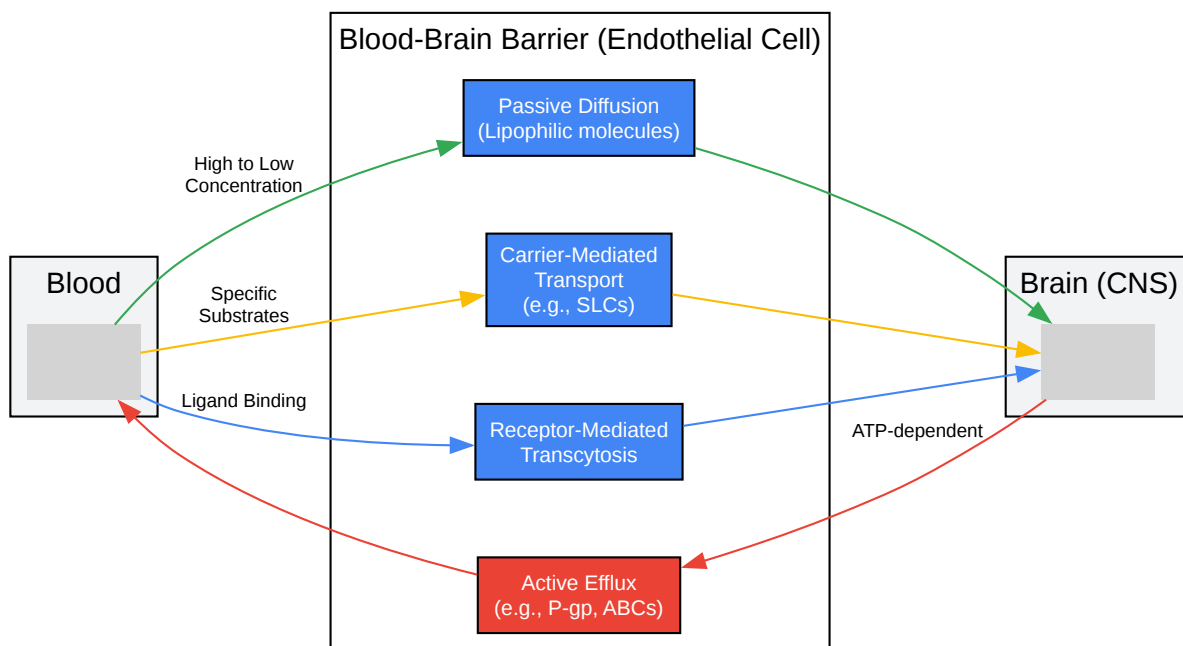 Blood-Brain Barrier (Endothelial Cell)
Passive Diffusion
(Lipophilic molecules)
High to Low
Concentration
Blood
Carrier-Mediated
Transport
(e.g., SLCs)
Brain (CNS)
Specific
Substrates
Ligand Binding
Receptor-Mediated
Transcytosis
ATP-dependent
Active Efflux
(e.g., P-gp, ABCs)